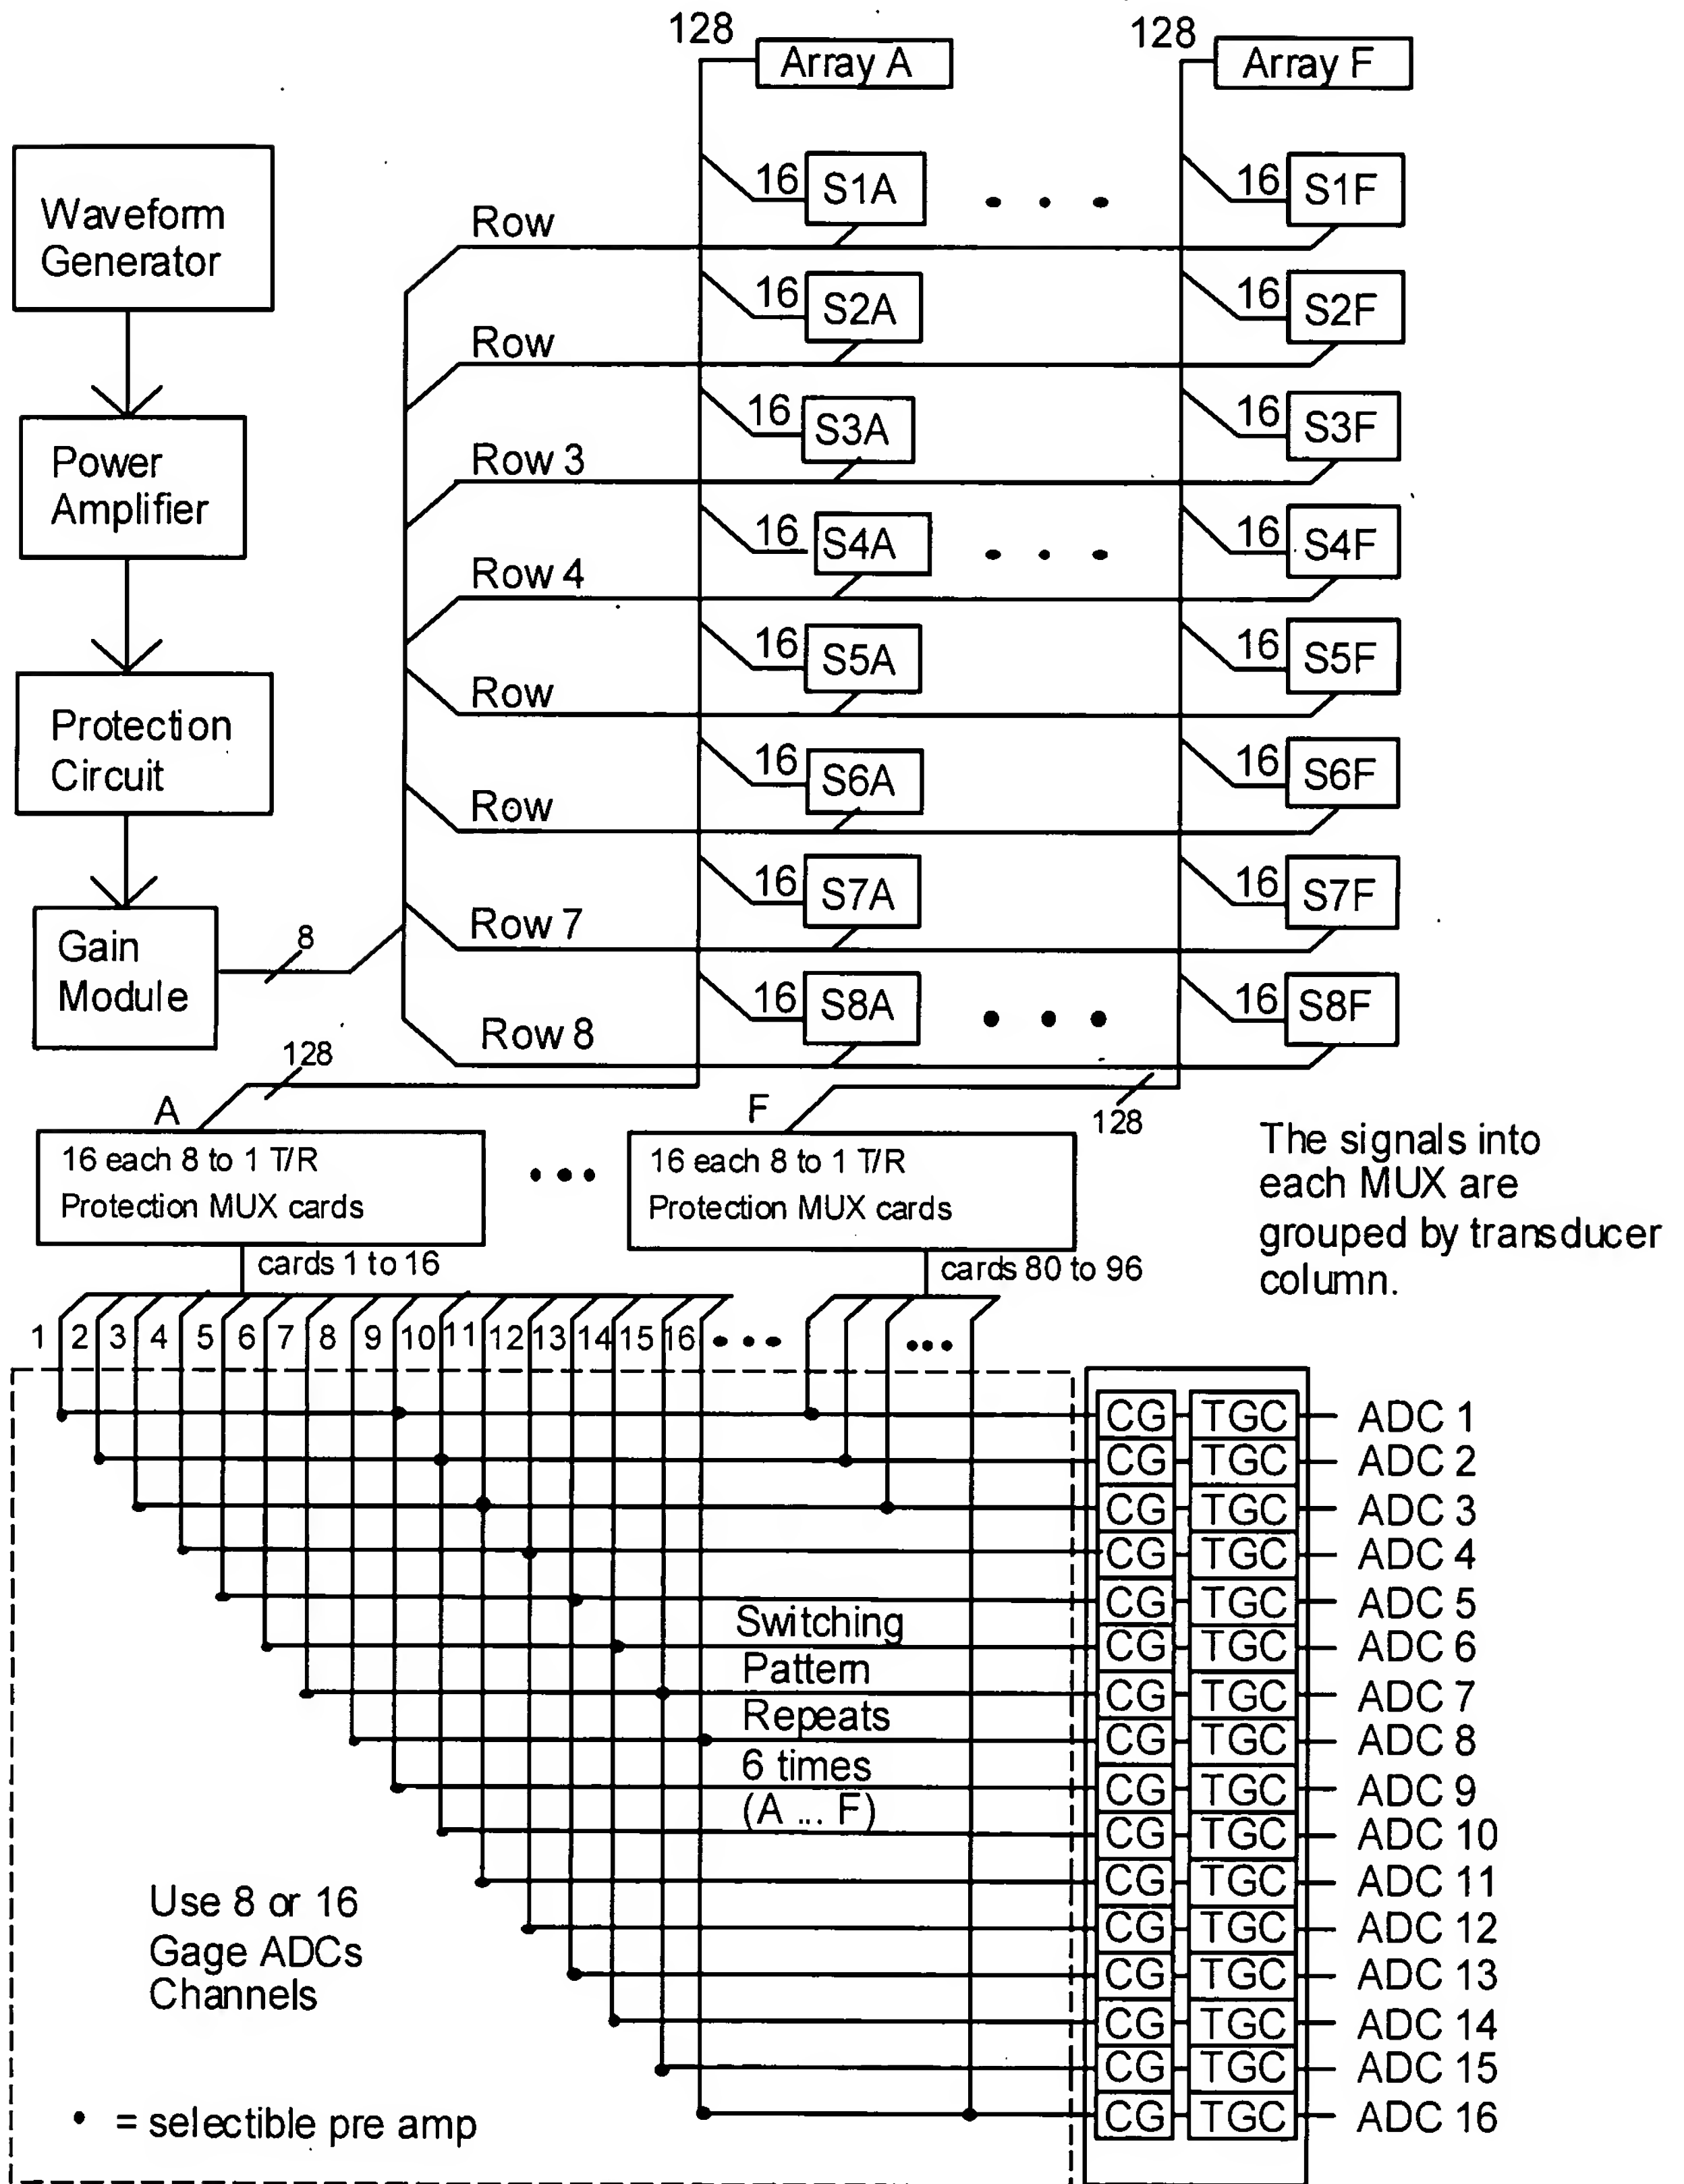 128
Array A
128
Array F
Waveform
Generator
Power
Amplifier
Protection
Circuit
Gain
Module
8
Row
16
S1A
16
S1F
Row
16
S2A
16
S2F
Row 3
16
S3A
16
S3F
Row 4
16
S4A
16
S4F
Row
16
S5A
16
S5F
Row
16
S6A
16
S6F
Row 7
16
S7A
16
S7F
Row 8
16
S8A
16
S8F
128
A
16 each 8 to 1 T/R
Protection MUX cards
cards 1 to 16
F
128
16 each 8 to 1 T/R
Protection MUX cards
cards 80 to 96
The signals into
each MUX are
grouped by transducer
column.
1 2 3 4 5 6 7 8 9 10 11 12 13 14 15 16
CG TGC ADC 1
CG TGC ADC 2
CG TGC ADC 3
CG TGC ADC 4
CG TGC ADC 5
CG TGC ADC 6
CG TGC ADC 7
CG TGC ADC 8
CG TGC ADC 9
CG TGC ADC 10
CG TGC ADC 11
CG TGC ADC 12
CG TGC ADC 13
CG TGC ADC 14
CG TGC ADC 15
CG TGC ADC 16
Switching
Pattern
Repeats
6 times
(A ... F)
Use 8 or 16
Gage ADCs
Channels
• = selectible pre amp